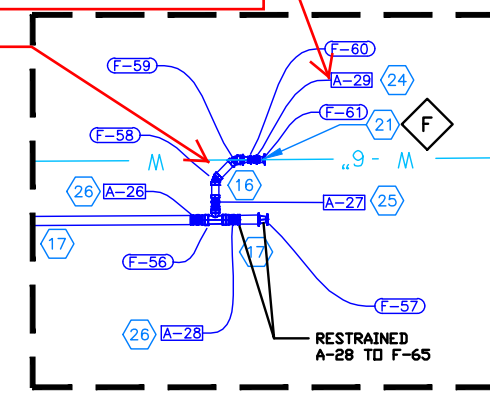 F-60
F-59
A-29 24
F-61
21 F
F-58
W 6"- W
16
26 A-26
A-27 25
17
17
F-56
F-57
26 A-28
RESTRAINED
A-28 TO F-65